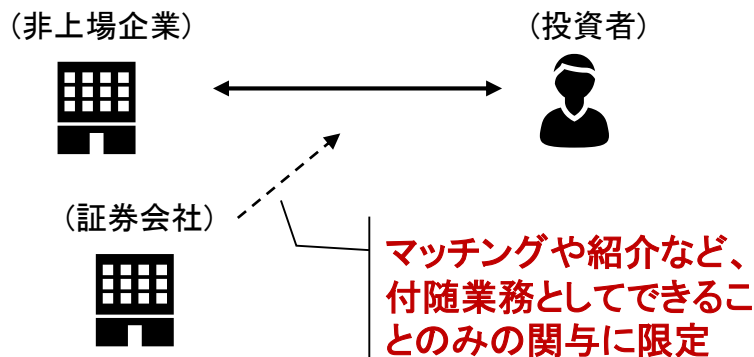 （非上場企業）
（投資者）
（証券会社）
マッチングや紹介など、
付随業務としてできるこ
とのみの関与に限定